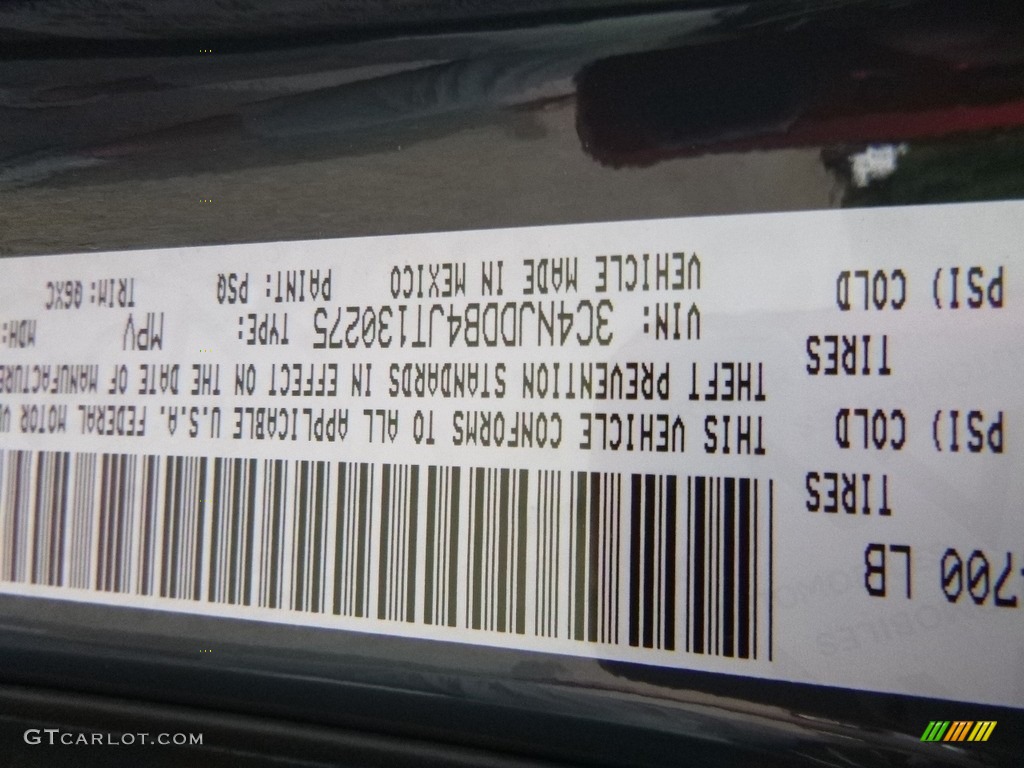 700 LB
TIRES
PSI) COLD
TIRES
PSI) COLD
THIS VEHICLE CONFORMS TO ALL APPLICABLE U.S.A. FEDERAL MOTOR
THEFT PREVENTION STANDARDS IN EFFECT ON THE DATE OF MANUFACTURE
VIN: 3C4NJDDB4JT130275 TYPE: MPV MDH:
VEHICLE MADE IN MEXICO PAINT: PSQ TRIM: Q6XC
GTCARLOT.COM